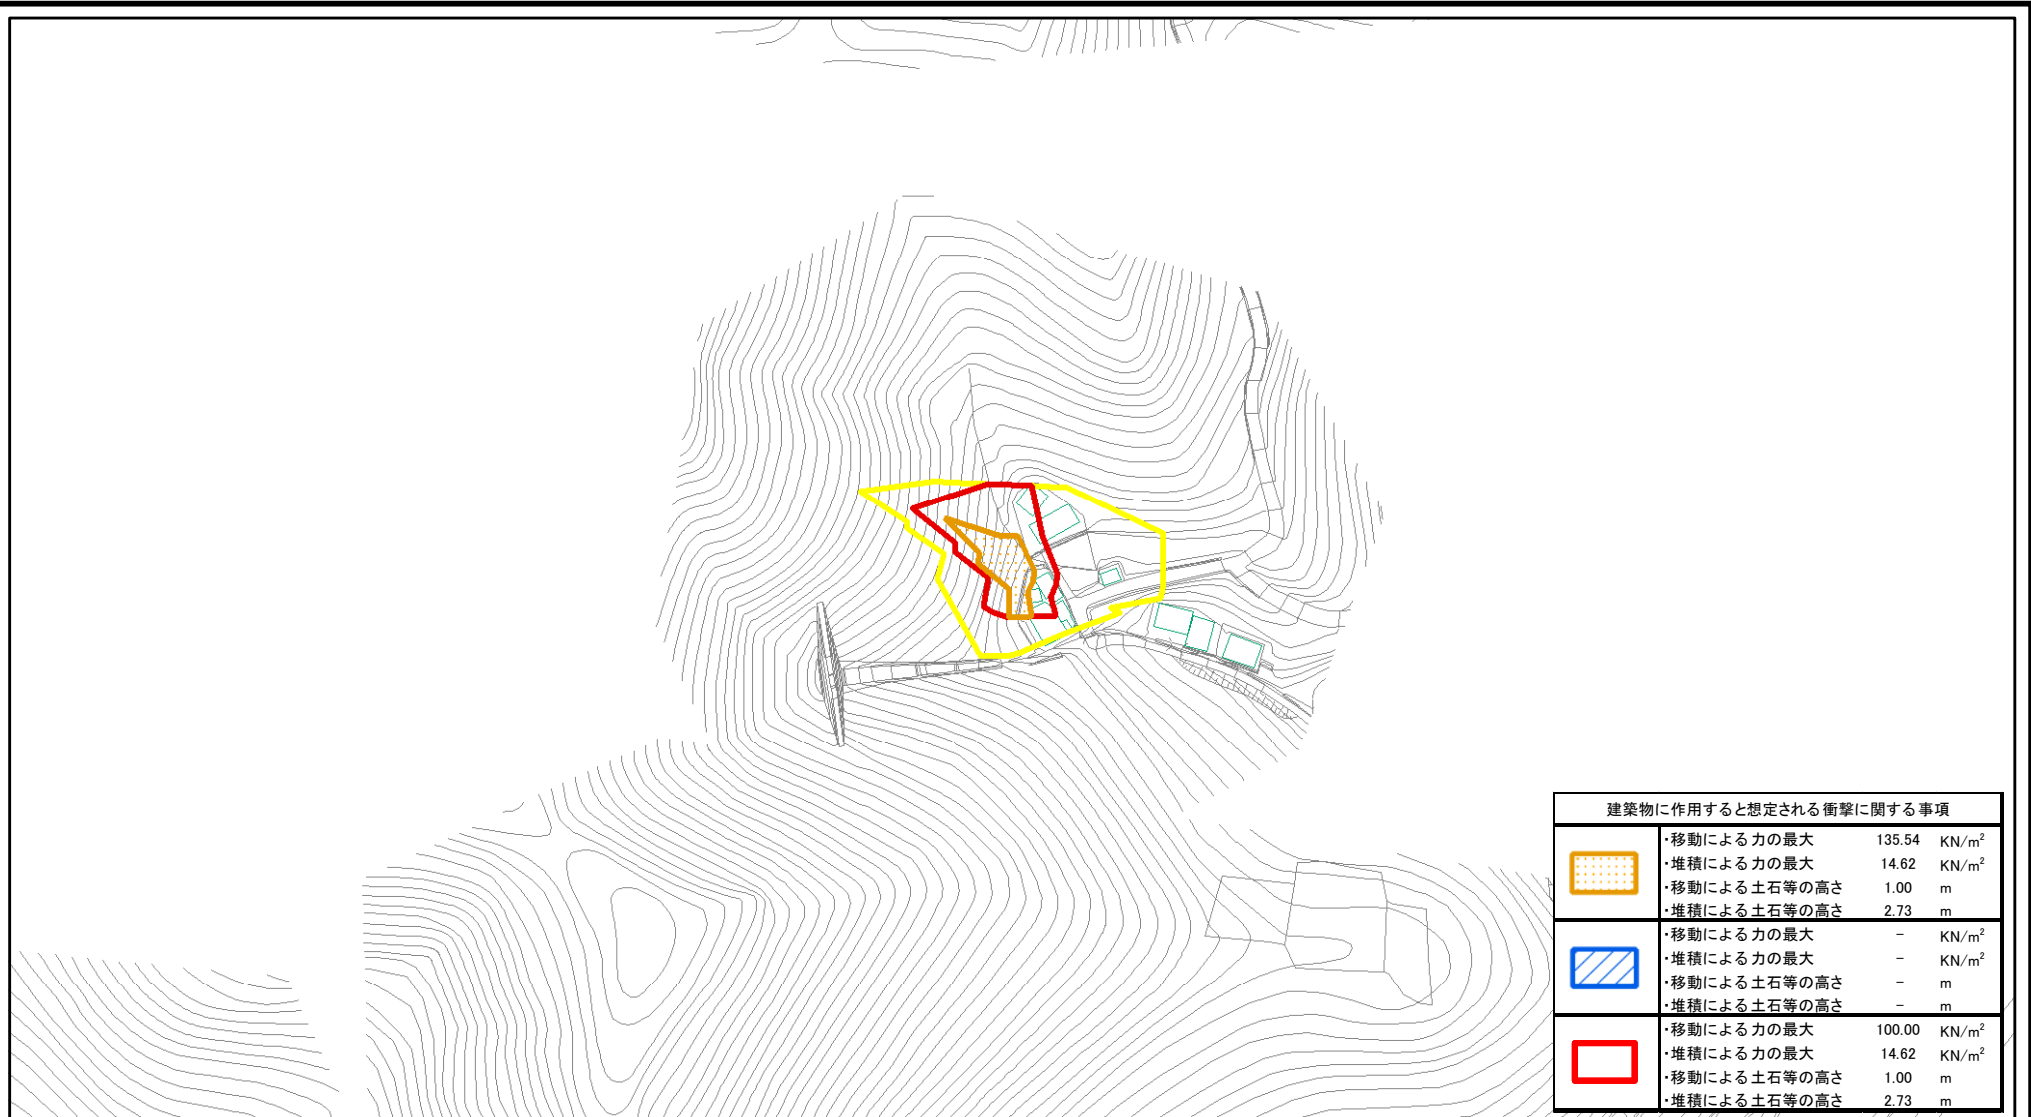 建築物に作用すると想定される衝撃に関する事項
・移動による力の最大 135.54 KN/m²
・堆積による力の最大 14.62 KN/m²
・移動による土石等の高さ 1.00 m
・堆積による土石等の高さ 2.73 m
・移動による力の最大 － KN/m²
・堆積による力の最大 － KN/m²
・移動による土石等の高さ － m
・堆積による土石等の高さ － m
・移動による力の最大 100.00 KN/m²
・堆積による力の最大 14.62 KN/m²
・移動による土石等の高さ 1.00 m
・堆積による土石等の高さ 2.73 m